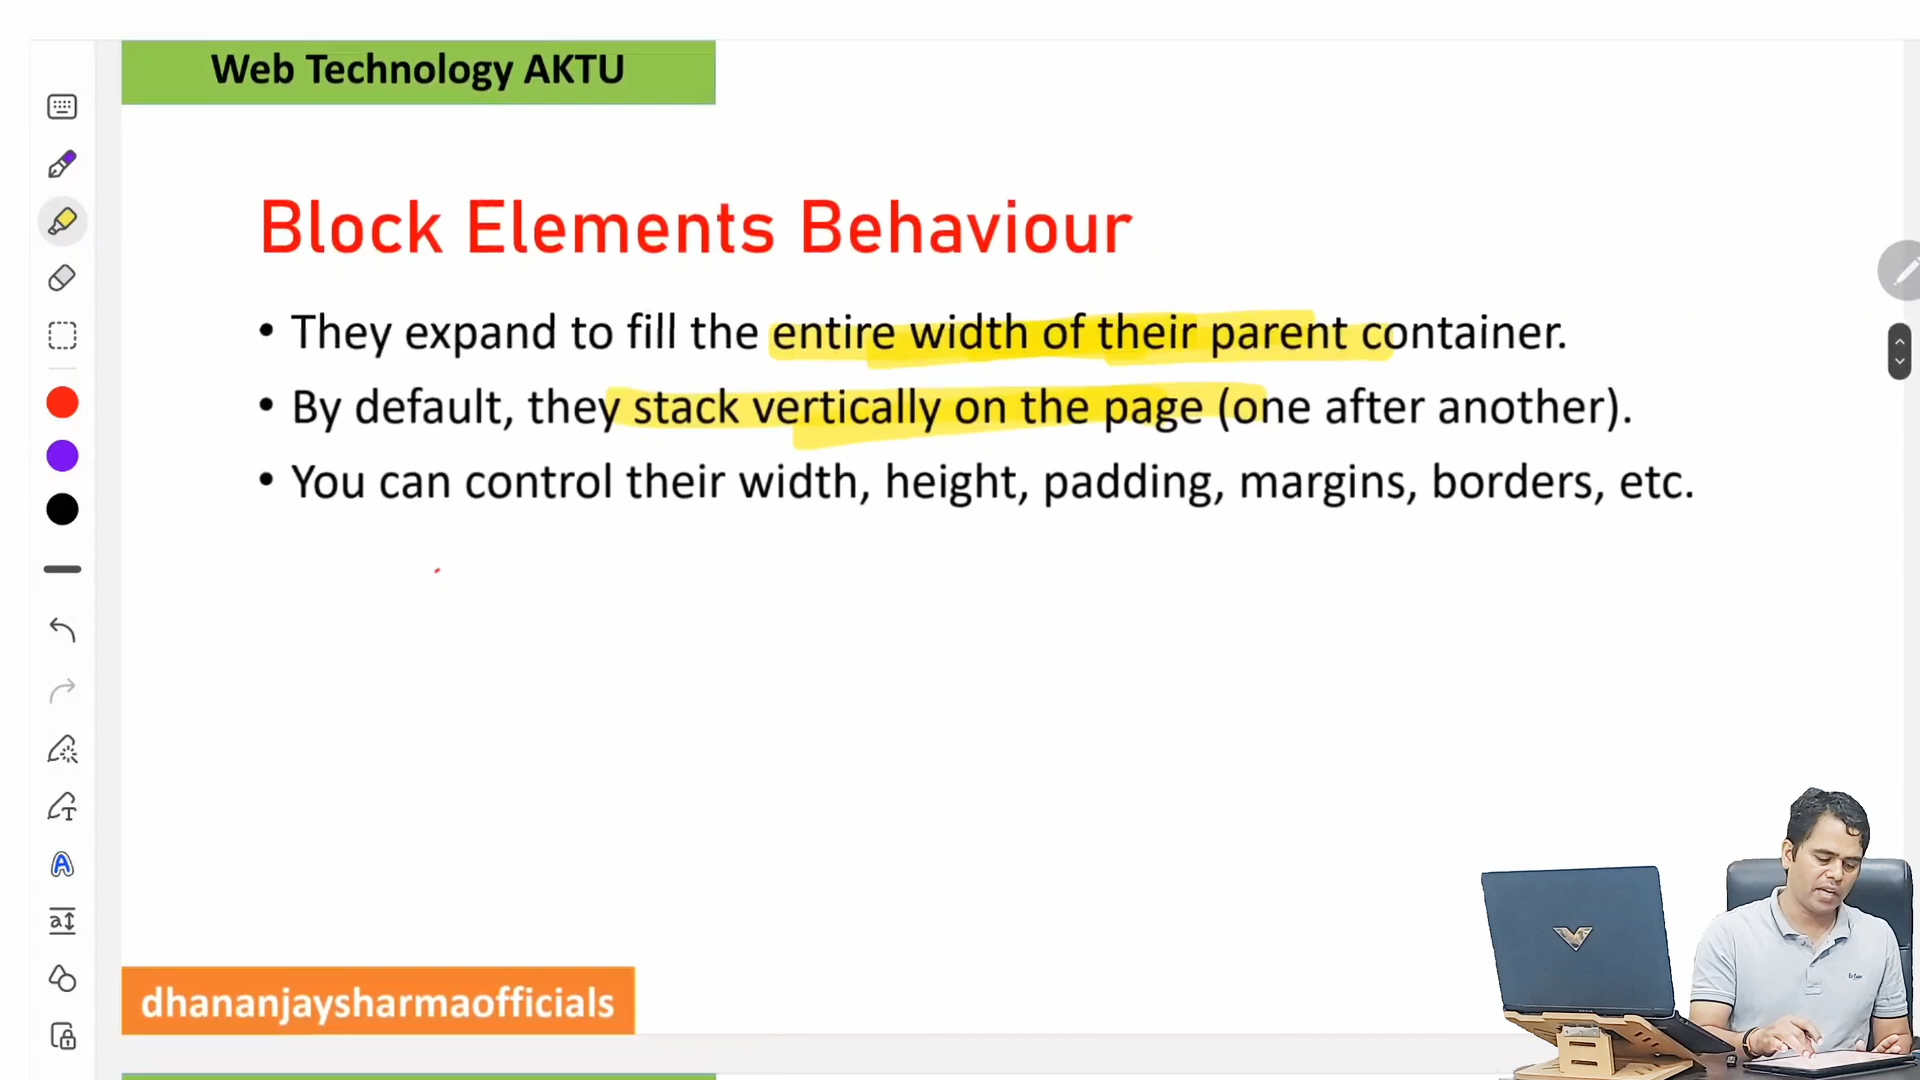 Web Technology AKTU
Block Elements Behaviour
• They expand to fill the entire width of their parent container.
• By default, they stack vertically on the page (one after another).
• You can control their width, height, padding, margins, borders, etc.
dhananjaysharmaofficials